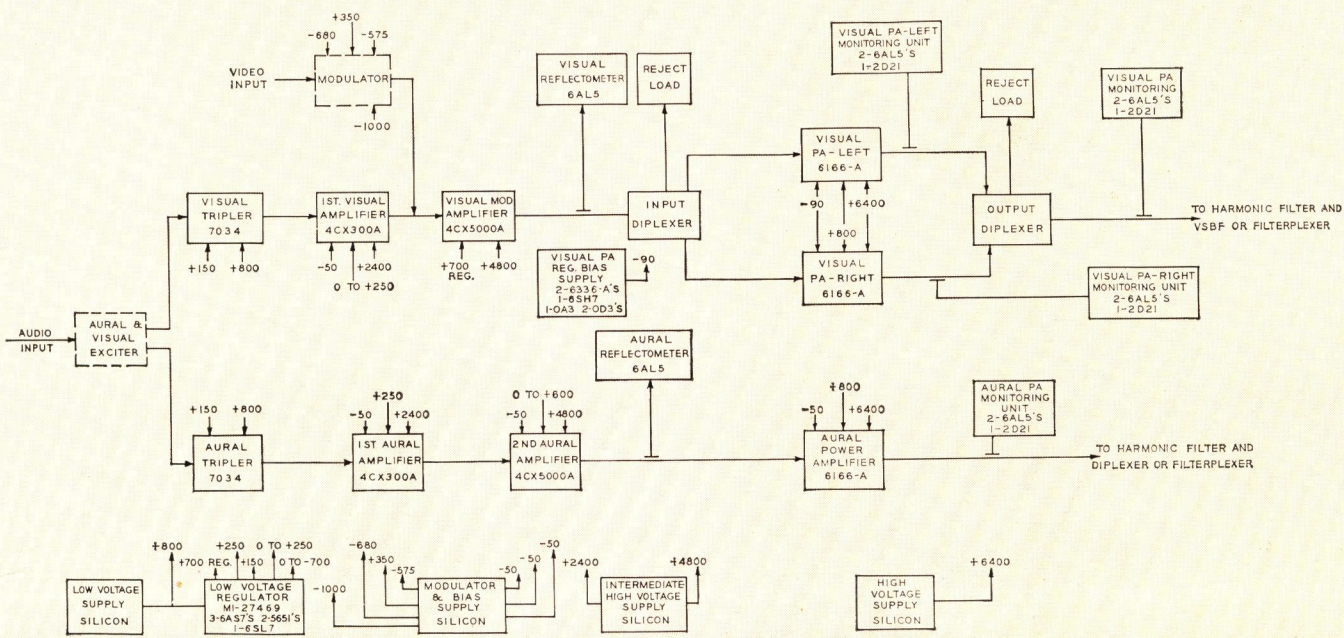 +350
-680
-575
VIDEO
INPUT
MODULATOR
-1000
VISUAL
REFLECTOMETER
6AL5
REJECT
LOAD
VISUAL PA-LEFT
MONITORING UNIT
2-6AL5'S
1-2D21
REJECT
LOAD
VISUAL PA
MONITORING
2-6AL5'S
1-2D21
VISUAL
TRIPLER
7034
+150
+800
1ST. VISUAL
AMPLIFIER
4CX300A
-50
+2400
0 TO +250
VISUAL MOD
AMPLIFIER
4CX5000A
+700
REG.
+4800
INPUT
DIPLEXER
VISUAL
PA-LEFT
6166-A
-90
+6400
+800
VISUAL
PA-RIGHT
6166-A
OUTPUT
DIPLEXER
TO HARMONIC FILTER AND
VSBF OR FILTERPLEXER
VISUAL PA
REG. BIAS
SUPPLY
2-6336-A'S
1-6SH7
1-OA3 2-OD3'S
-90
VISUAL PA-RIGHT
MONITORING UNIT
2-6AL5'S
1-2D21
AUDIO
INPUT
AURAL &
VISUAL
EXCITER
AURAL
REFLECTOMETER
6AL5
+150
+800
AURAL
TRIPLER
7034
+250
-50
+2400
1ST AURAL
AMPLIFIER
4CX300A
0 TO +600
-50
+4800
2ND AURAL
AMPLIFIER
4CX5000A
+800
-50
+6400
AURAL
POWER
AMPLIFIER
6166-A
AURAL PA
MONITORING
UNIT
2-6AL5'S
1-2D21
TO HARMONIC FILTER AND
DIPLEXER OR FILTERPLEXER
LOW VOLTAGE
SUPPLY
SILICON
+800
+250
0 TO +250
+700 REG.
+150
0 TO -700
LOW VOLTAGE
REGULATOR
MI-27469
3-6AS7'S 2-5651'S
1-6SL7
-1000
-680
+350
-575
-50
-50
-50
MODULATOR
& BIAS
SUPPLY
SILICON
+2400
+4800
INTERMEDIATE
HIGH VOLTAGE
SUPPLY
SILICON
HIGH
VOLTAGE
SUPPLY
SILICON
+6400